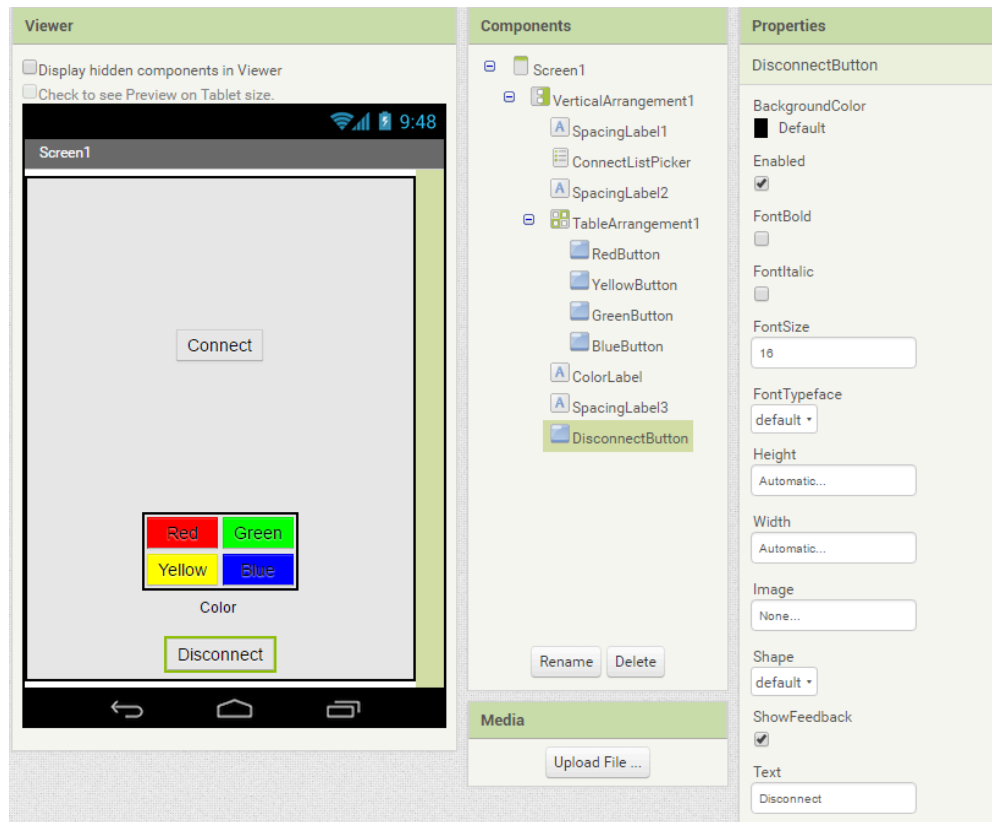 Viewer
Display hidden components in Viewer
Check to see Preview on Tablet size.
9:48
Screen1
Connect
Red Green
Yellow Blue
Color
Disconnect
Components
Screen1
VerticalArrangement1
A SpacingLabel1
ConnectListPicker
A SpacingLabel2
TableArrangement1
RedButton
YellowButton
GreenButton
BlueButton
A ColorLabel
A SpacingLabel3
DisconnectButton
Rename Delete
Media
Upload File ...
Properties
DisconnectButton
BackgroundColor
Default
Enabled
FontBold
FontItalic
FontSize
16
FontTypeface
default
Height
Automatic...
Width
Automatic...
Image
None...
Shape
default
ShowFeedback
Text
Disconnect